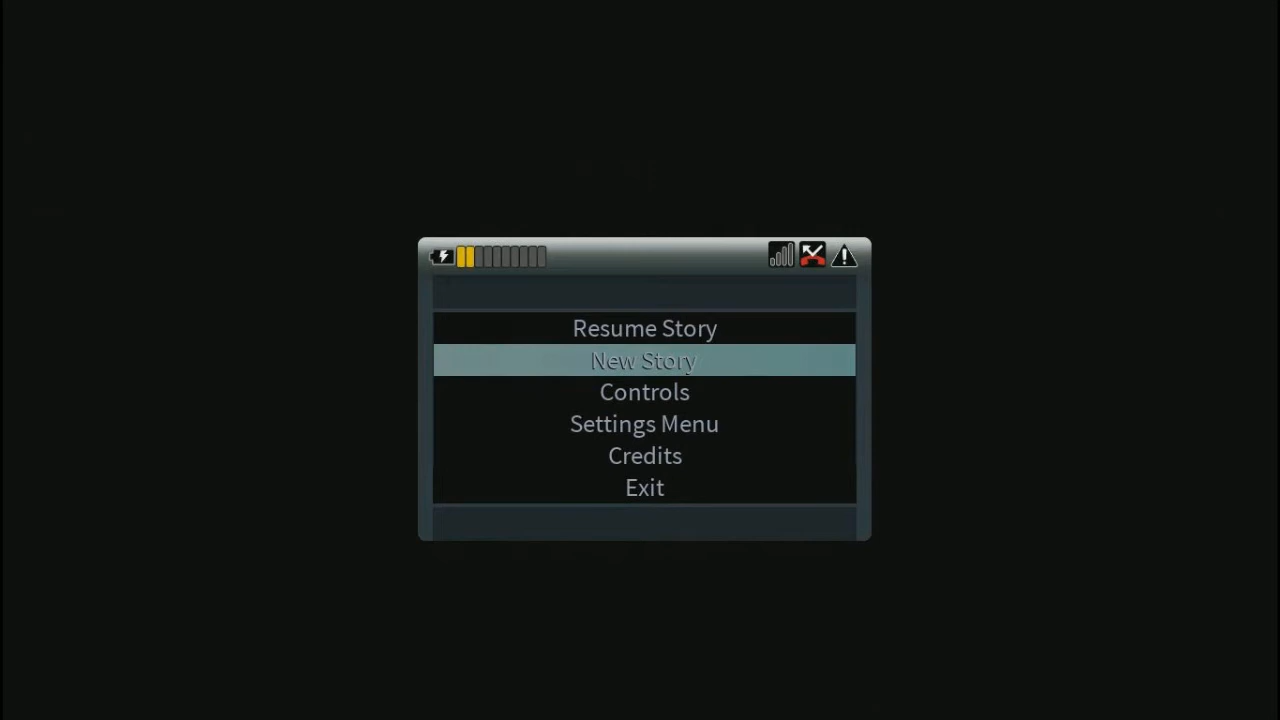 Resume Story
New Story
Controls
Settings Menu
Credits
Exit